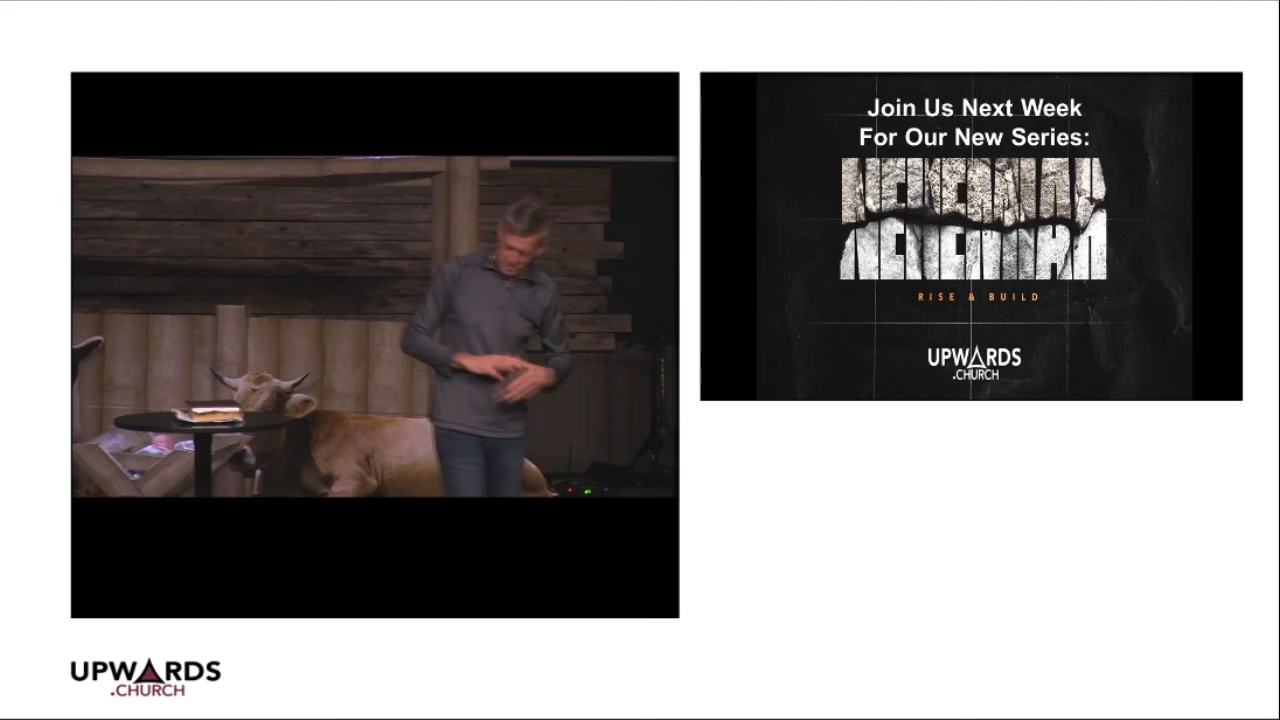 Join Us Next Week
For Our New Series:
NEHEMIAH
RISE & BUILD
UPWARDS
.CHURCH
UPWARDS
.CHURCH